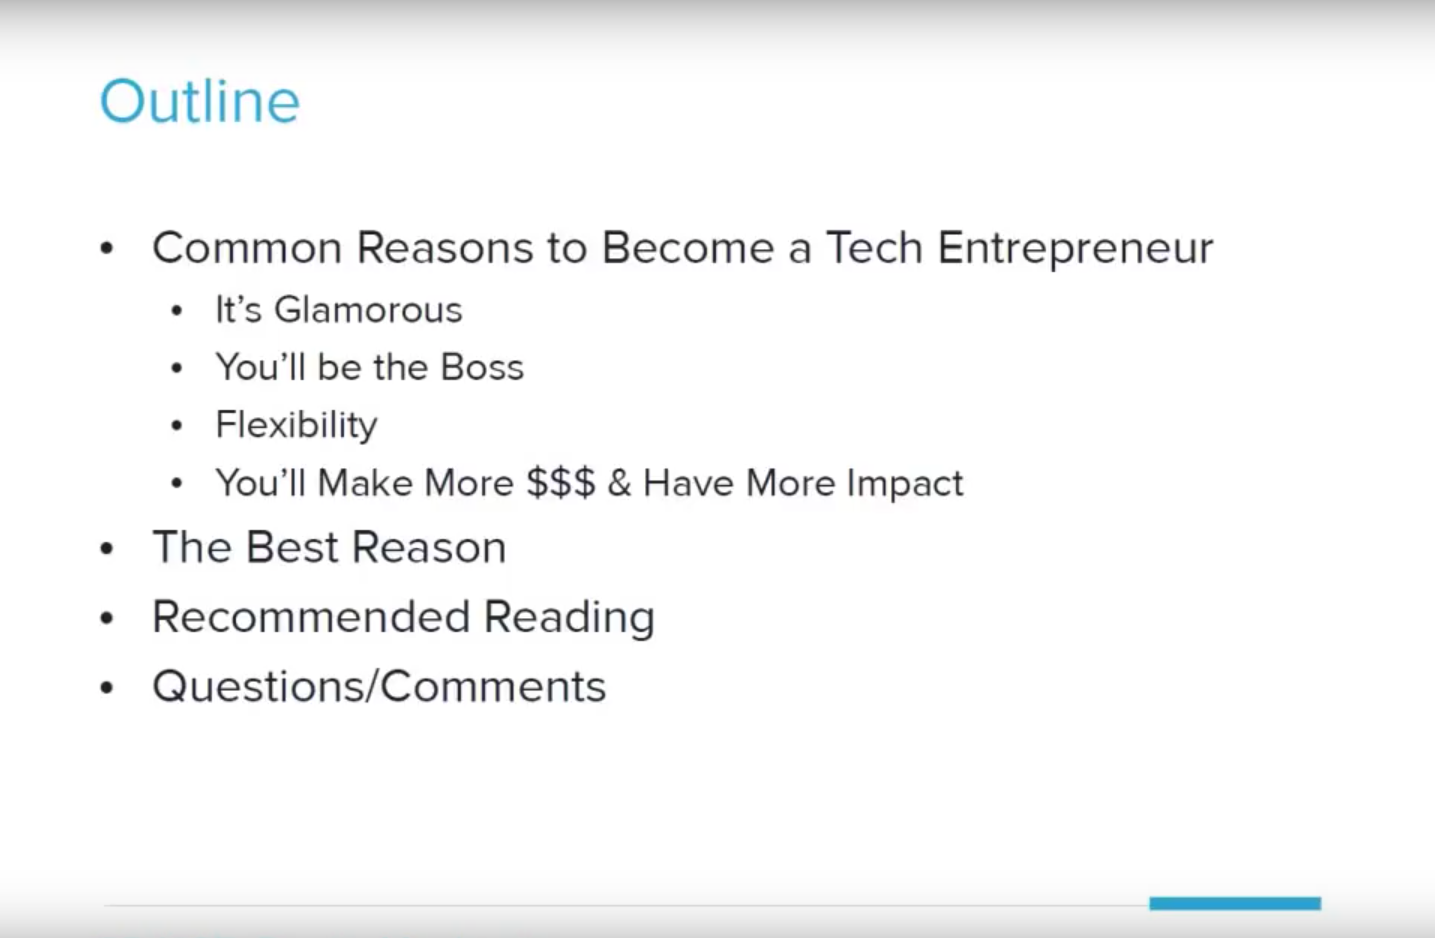 Outline
• Common Reasons to Become a Tech Entrepreneur
• It’s Glamorous
• You’ll be the Boss
• Flexibility
• You’ll Make More $$$ & Have More Impact
• The Best Reason
• Recommended Reading
• Questions/Comments